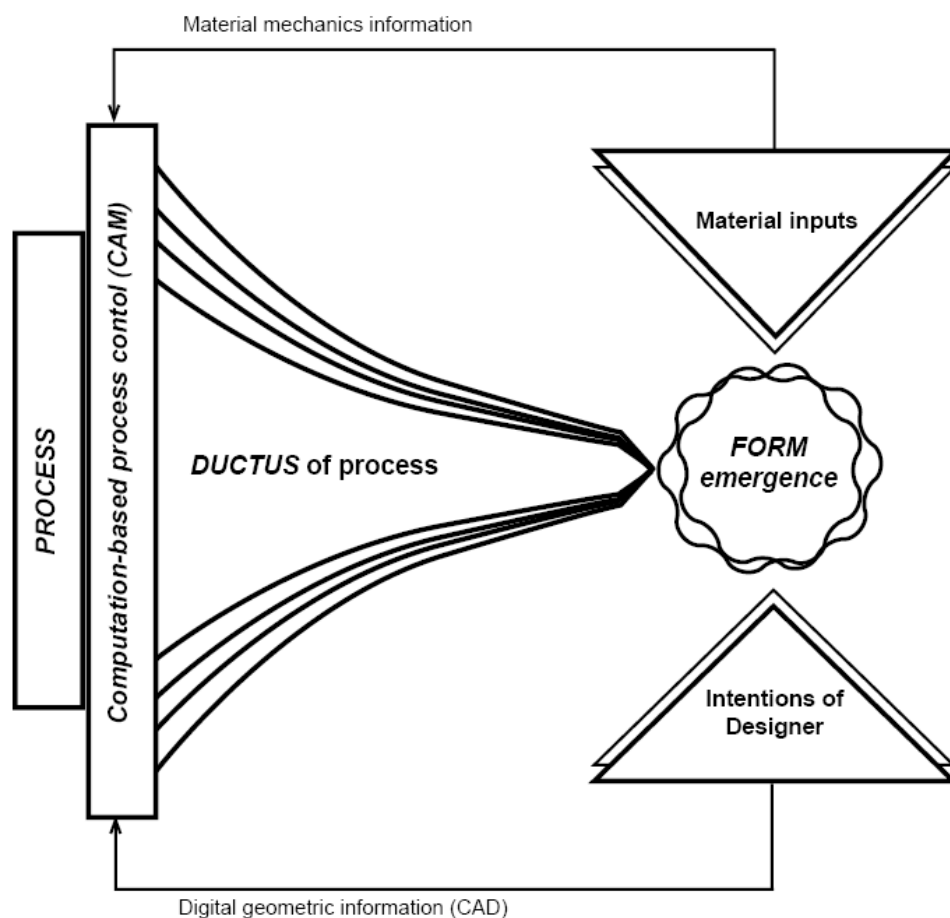 Material mechanics information
Material inputs
PROCESS
Computation-based process contol (CAM)
DUCTUS of process
FORM
emergence
Intentions of
Designer
Digital geometric information (CAD)